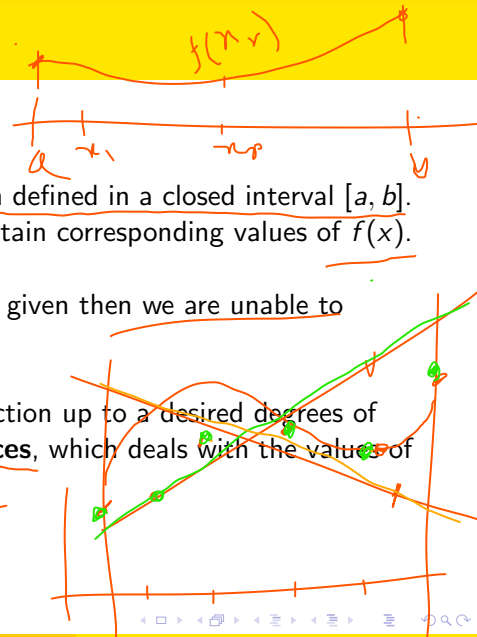 f(x_r)
a x_1 x_r b
defined in a closed interval [a, b].
tain corresponding values of f(x).
given then we are unable to
ction up to a desired degrees of
ces, which deals with the values of